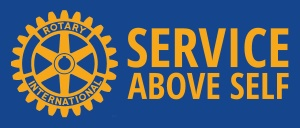 ROTARY
INTERNATIONAL
SERVICE
ABOVE SELF